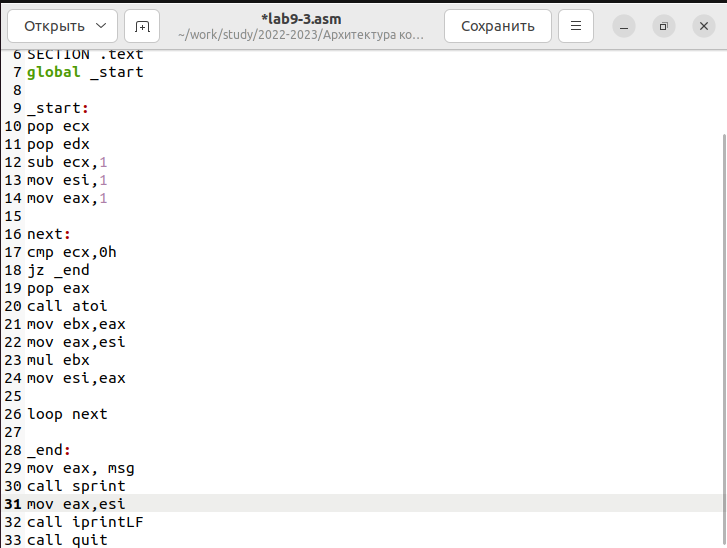 Открыть
*lab9-3.asm
~/work/study/2022-2023/Архитектура ко...
Сохранить
6 SECTION .text
7 global _start
8
9 _start:
10 pop ecx
11 pop edx
12 sub ecx,1
13 mov esi,1
14 mov eax,1
15
16 next:
17 cmp ecx,0h
18 jz _end
19 pop eax
20 call atoi
21 mov ebx,eax
22 mov eax,esi
23 mul ebx
24 mov esi,eax
25
26 loop next
27
28 _end:
29 mov eax, msg
30 call sprint
31 mov eax,esi
32 call iprintLF
33 call quit